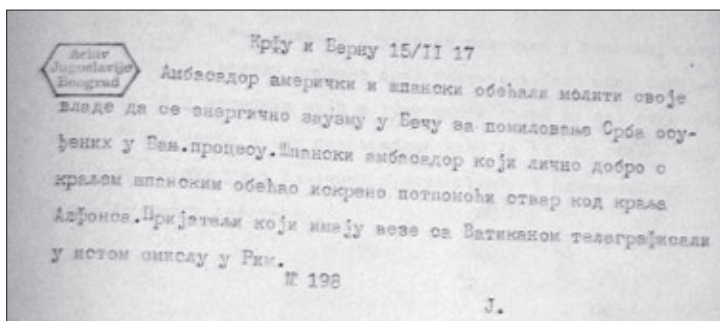 Крфу и Берну 15/II 17
Arhiv
Jugoslavije
Beograd
Амбасадор амерички и шпански обећали молити своје
владе да се енергично заузму у Бечу за помиловање Срба осу-
ђених у Бањ.процесу.Шпански амбасадор који лично добро с
краљем шпанским обећао искрено потпомоћи ствар код краља
Алфонса.Пријатељи који имају везе са Ватиканом телеграфисали
у истом смислу у Рим.
№ 198
Ј.